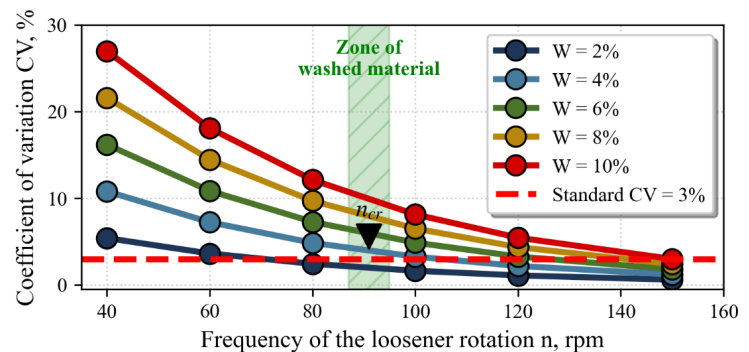 Coefficient of variation CV, %
30
20
10
0
Zone of
washed material
n_cr
W = 2%
W = 4%
W = 6%
W = 8%
W = 10%
Standard CV = 3%
40
60
80
100
120
140
160
Frequency of the loosener rotation n, rpm